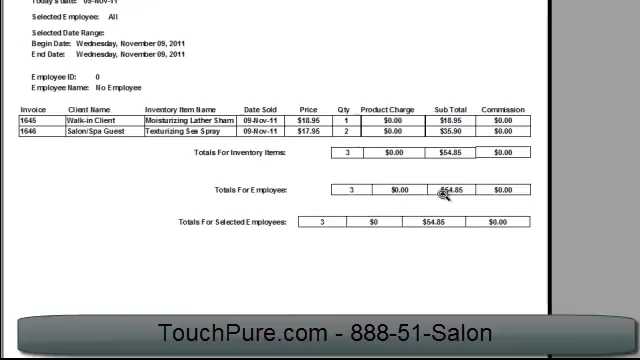 Today's date: 09-Nov-11
Selected Employee: All
Selected Date Range:
Begin Date: Wednesday, November 09, 2011
End Date: Wednesday, November 09, 2011
Employee ID: 0
Employee Name: No Employee
Invoice Client Name Inventory Item Name Date Sold Price Qty Product Charge Sub Total Commission
1645 Walk-in Client Moisturizing Lather Sham 09-Nov-11 $18.95 1 $0.00 $18.95 $0.00
1646 Salon/Spa Guest Texturizing Sea Spray 09-Nov-11 $17.95 2 $0.00 $35.90 $0.00
Totals For Inventory Items: 3 $0.00 $54.85 $0.00
Totals For Employee: 3 $0.00 $54.85 $0.00
Totals For Selected Employees: 3 $0 $54.85 $0.00
TouchPure.com - 888-51-Salon